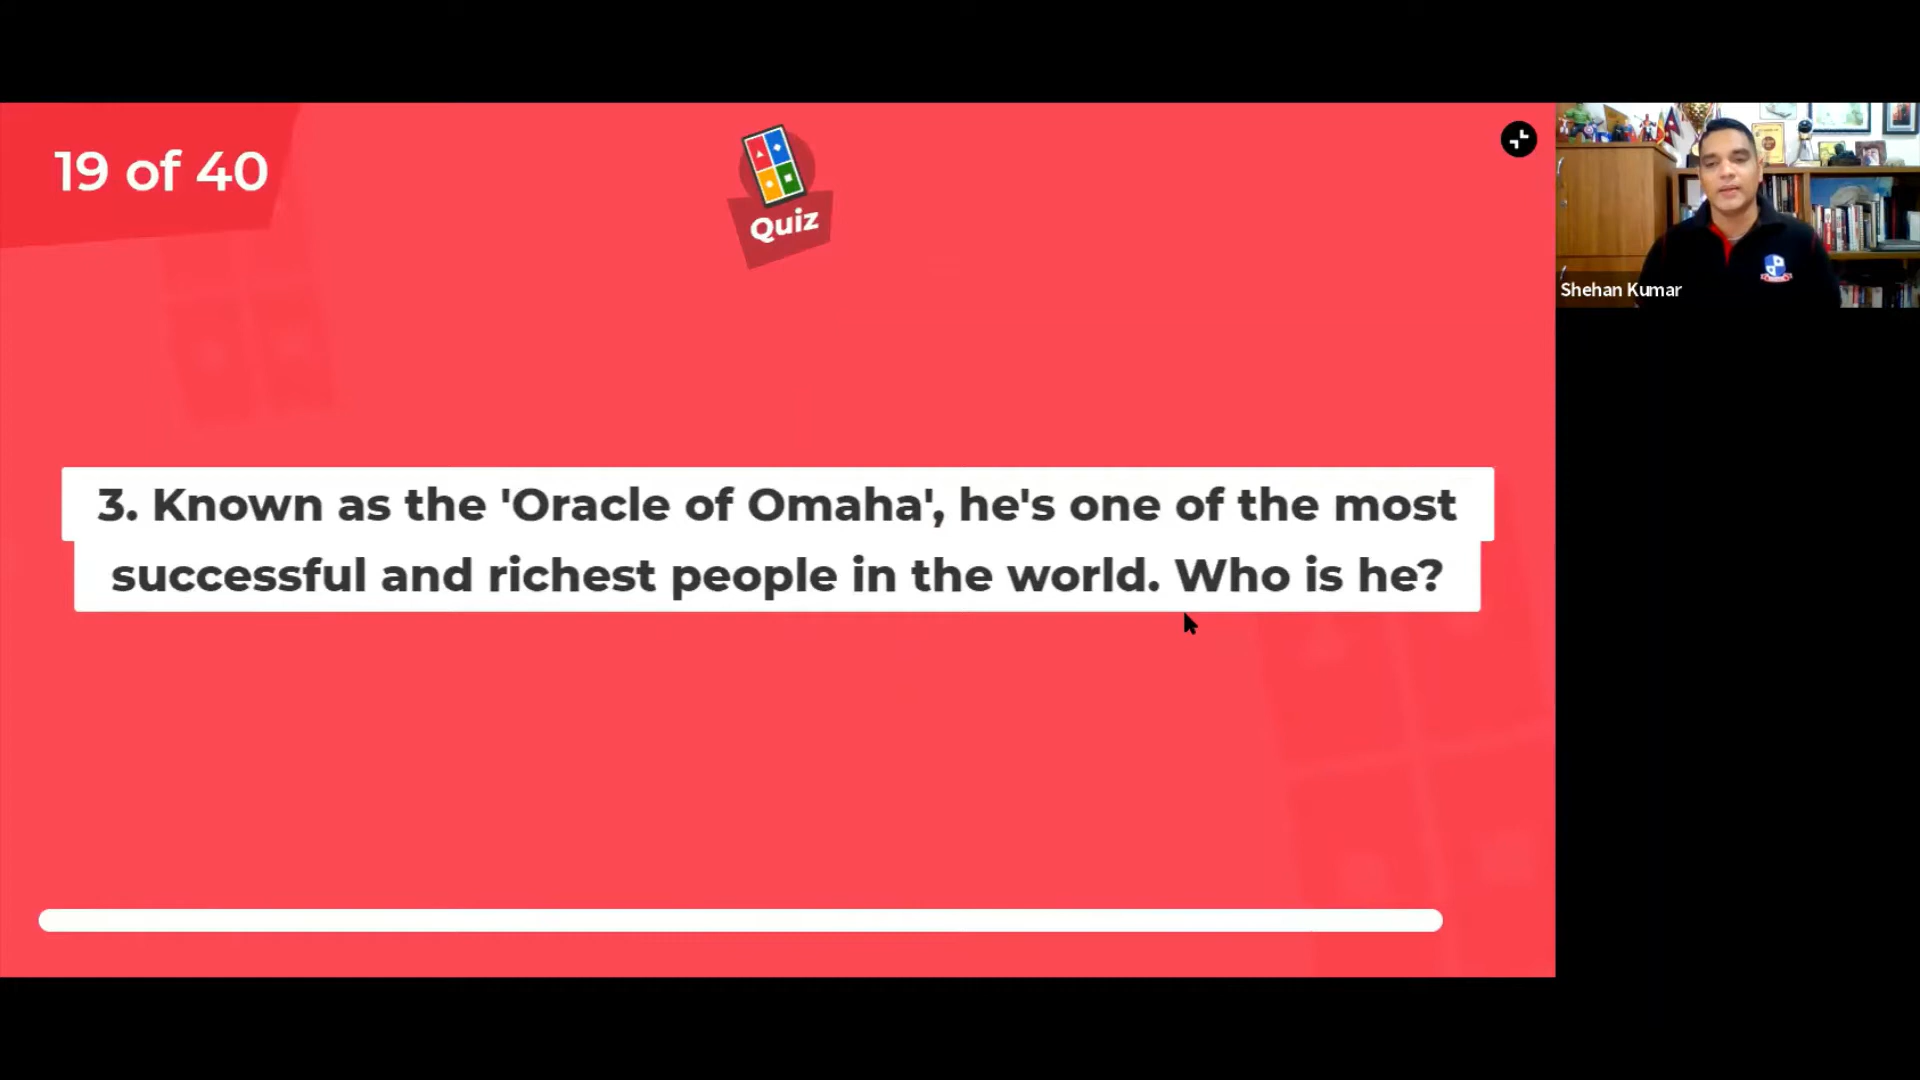 19 of 40
Quiz
3. Known as the 'Oracle of Omaha', he's one of the most
successful and richest people in the world. Who is he?
Shehan Kumar